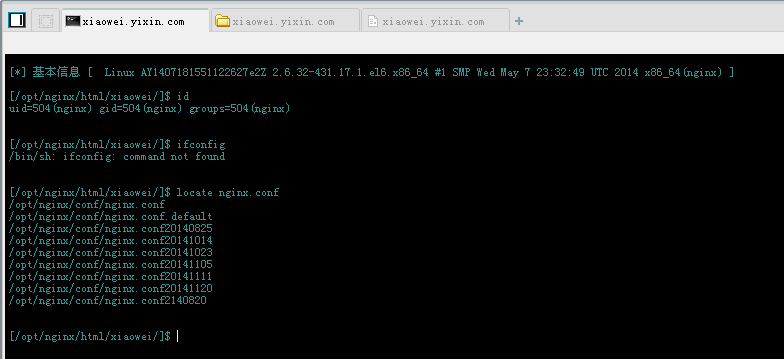 xiaowei.yixin.com
xiaowei.yixin.com
xiaowei.yixin.com
[*] 基本信息 [  Linux AY1407181551122627e2Z 2.6.32-431.17.1.el6.x86_64 #1 SMP Wed May 7 23:32:49 UTC 2014 x86_64(nginx) ]
[/opt/nginx/html/xiaowei/]$ id
uid=504(nginx) gid=504(nginx) groups=504(nginx)
[/opt/nginx/html/xiaowei/]$ ifconfig
/bin/sh: ifconfig: command not found
[/opt/nginx/html/xiaowei/]$ locate nginx.conf
/opt/nginx/conf/nginx.conf
/opt/nginx/conf/nginx.conf.default
/opt/nginx/conf/nginx.conf20140825
/opt/nginx/conf/nginx.conf20141014
/opt/nginx/conf/nginx.conf20141023
/opt/nginx/conf/nginx.conf20141105
/opt/nginx/conf/nginx.conf20141111
/opt/nginx/conf/nginx.conf20141120
/opt/nginx/conf/nginx.conf2140820
[/opt/nginx/html/xiaowei/]$